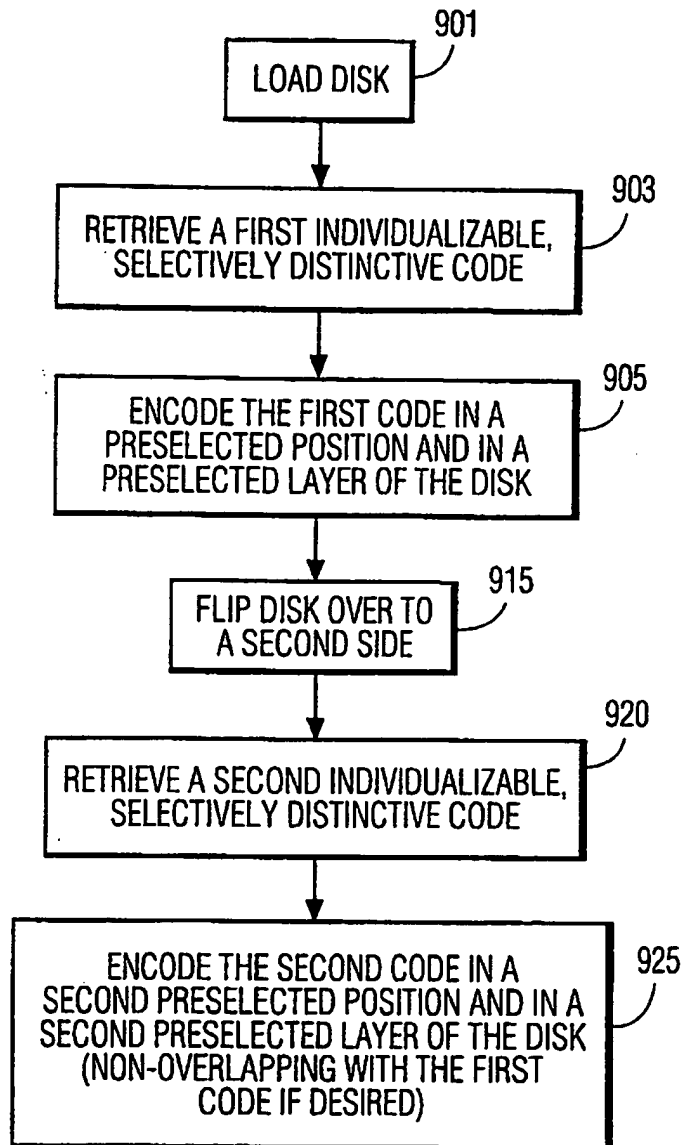 901
LOAD DISK
903
RETRIEVE A FIRST INDIVIDUALIZABLE,
SELECTIVELY DISTINCTIVE CODE
905
ENCODE THE FIRST CODE IN A
PRESELECTED POSITION AND IN A
PRESELECTED LAYER OF THE DISK
915
FLIP DISK OVER TO
A SECOND SIDE
920
RETRIEVE A SECOND INDIVIDUALIZABLE,
SELECTIVELY DISTINCTIVE CODE
925
ENCODE THE SECOND CODE IN A
SECOND PRESELECTED POSITION AND IN A
SECOND PRESELECTED LAYER OF THE DISK
(NON-OVERLAPPING WITH THE FIRST
CODE IF DESIRED)